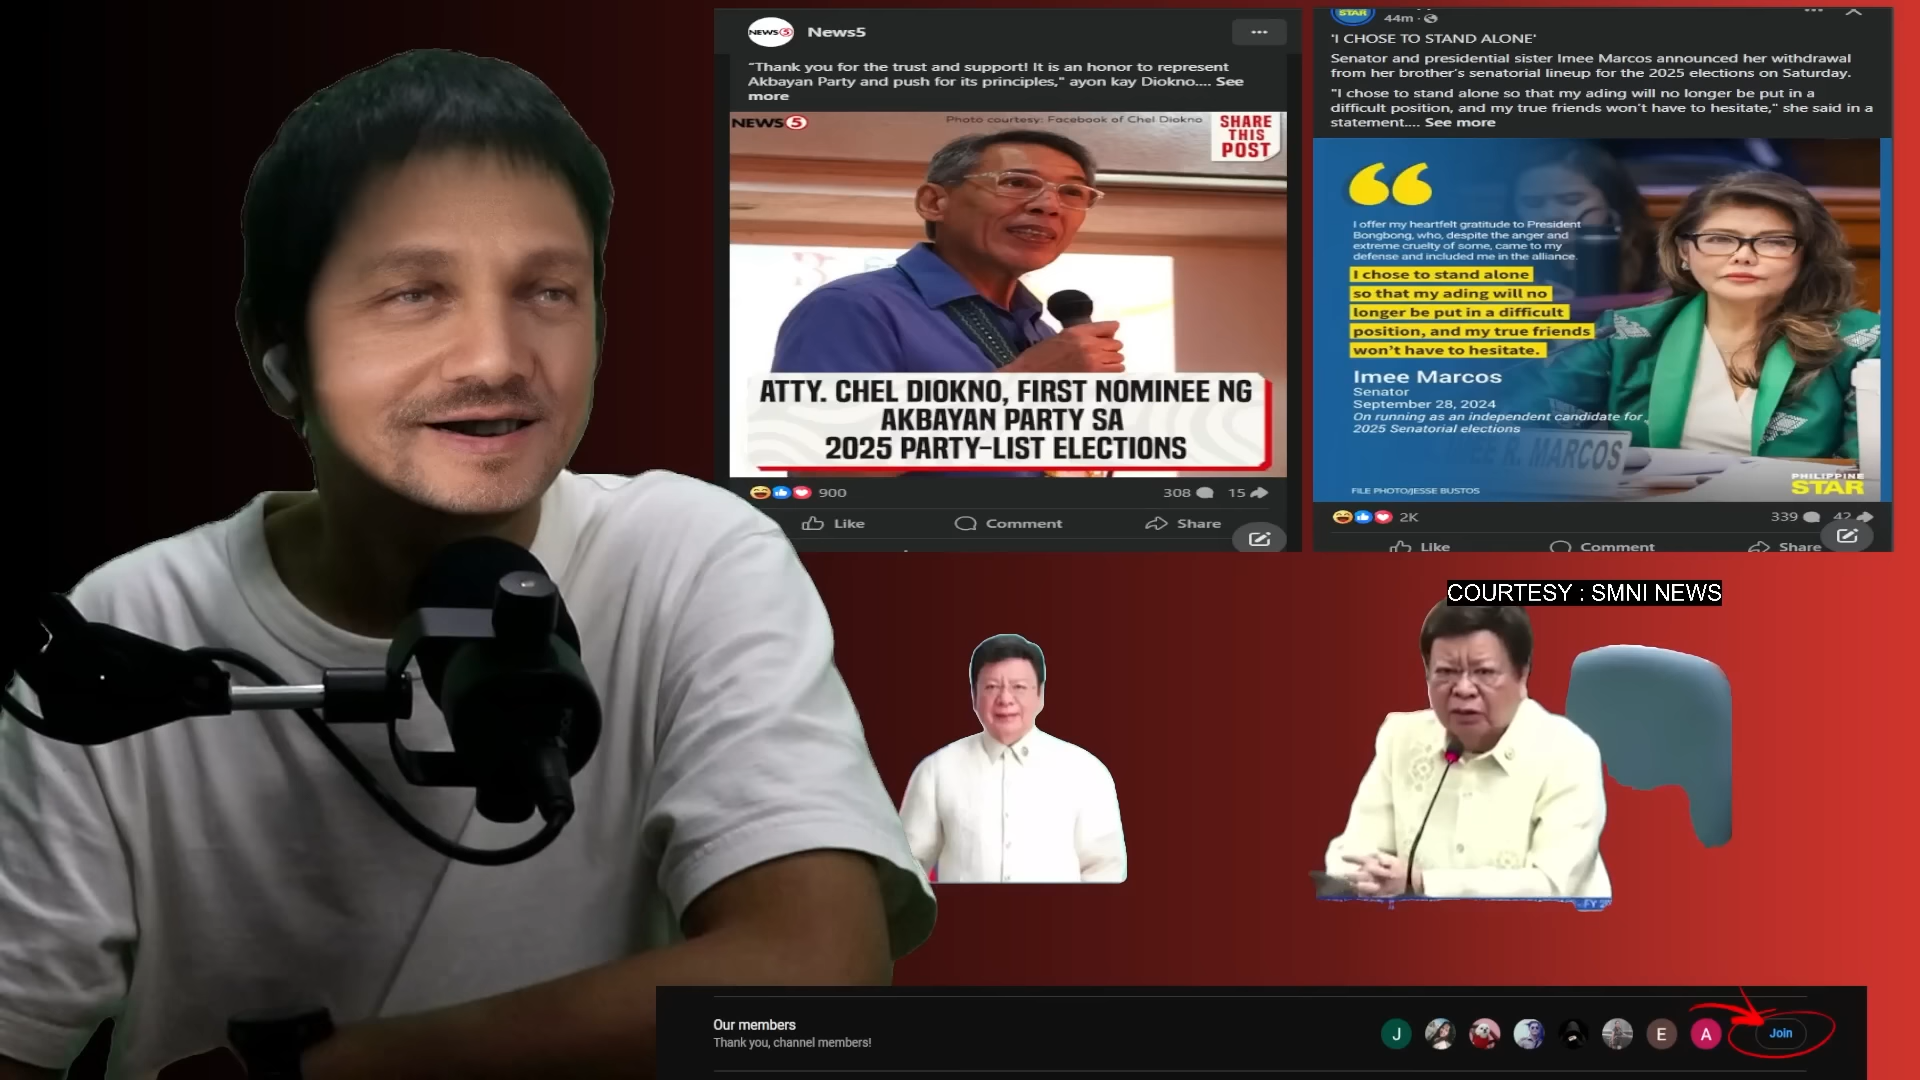 NEWS5
News5
"Thank you for the trust and support! It is an honor to represent
Akbayan Party and push for its principles," ayon kay Diokno.... See
more
NEWS 5
Photo courtesy: Facebook of Chel Diokno
SHARE
THIS
POST
ATTY. CHEL DIOKNO, FIRST NOMINEE NG
AKBAYAN PARTY SA
2025 PARTY-LIST ELECTIONS
900
308
15
Like
Comment
Share
STAR
44m
'I CHOSE TO STAND ALONE'
Senator and presidential sister Imee Marcos announced her withdrawal
from her brother's senatorial lineup for the 2025 elections on Saturday.
"I chose to stand alone so that my ading will no longer be put in a
difficult position, and my true friends won't have to hesitate," she said in a
statement.... See more
I offer my heartfelt gratitude to President
Bongbong, who, despite the anger and
extreme cruelty of some, came to my
defense and included me in the alliance.
I chose to stand alone
so that my ading will no
longer be put in a difficult
position, and my true friends
won't have to hesitate.
Imee Marcos
Senator
September 28, 2024
On running as an independent candidate for
2025 Senatorial elections
R. MARCOS
FILE PHOTO/JESSE BUSTOS
PHILIPPINE
STAR
2K
339
42
Like
Comment
Share
COURTESY : SMNI NEWS
Our members
Thank you, channel members!
J
E
A
Join